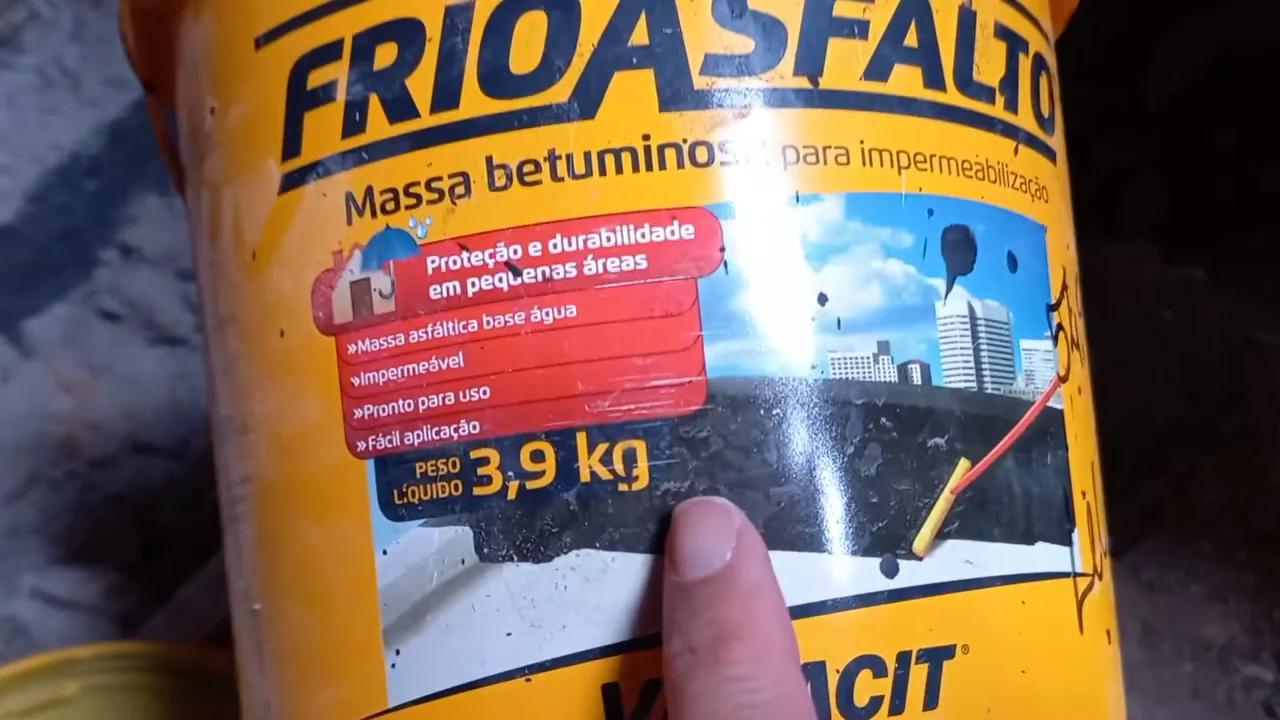 FRIOASFALTO
Massa betuminosa para impermeabilização
Proteção e durabilidade
em pequenas áreas
»Massa asfáltica base água
»Impermeável
»Pronto para uso
»Fácil aplicação
PESO
LÍQUIDO 3,9 kg